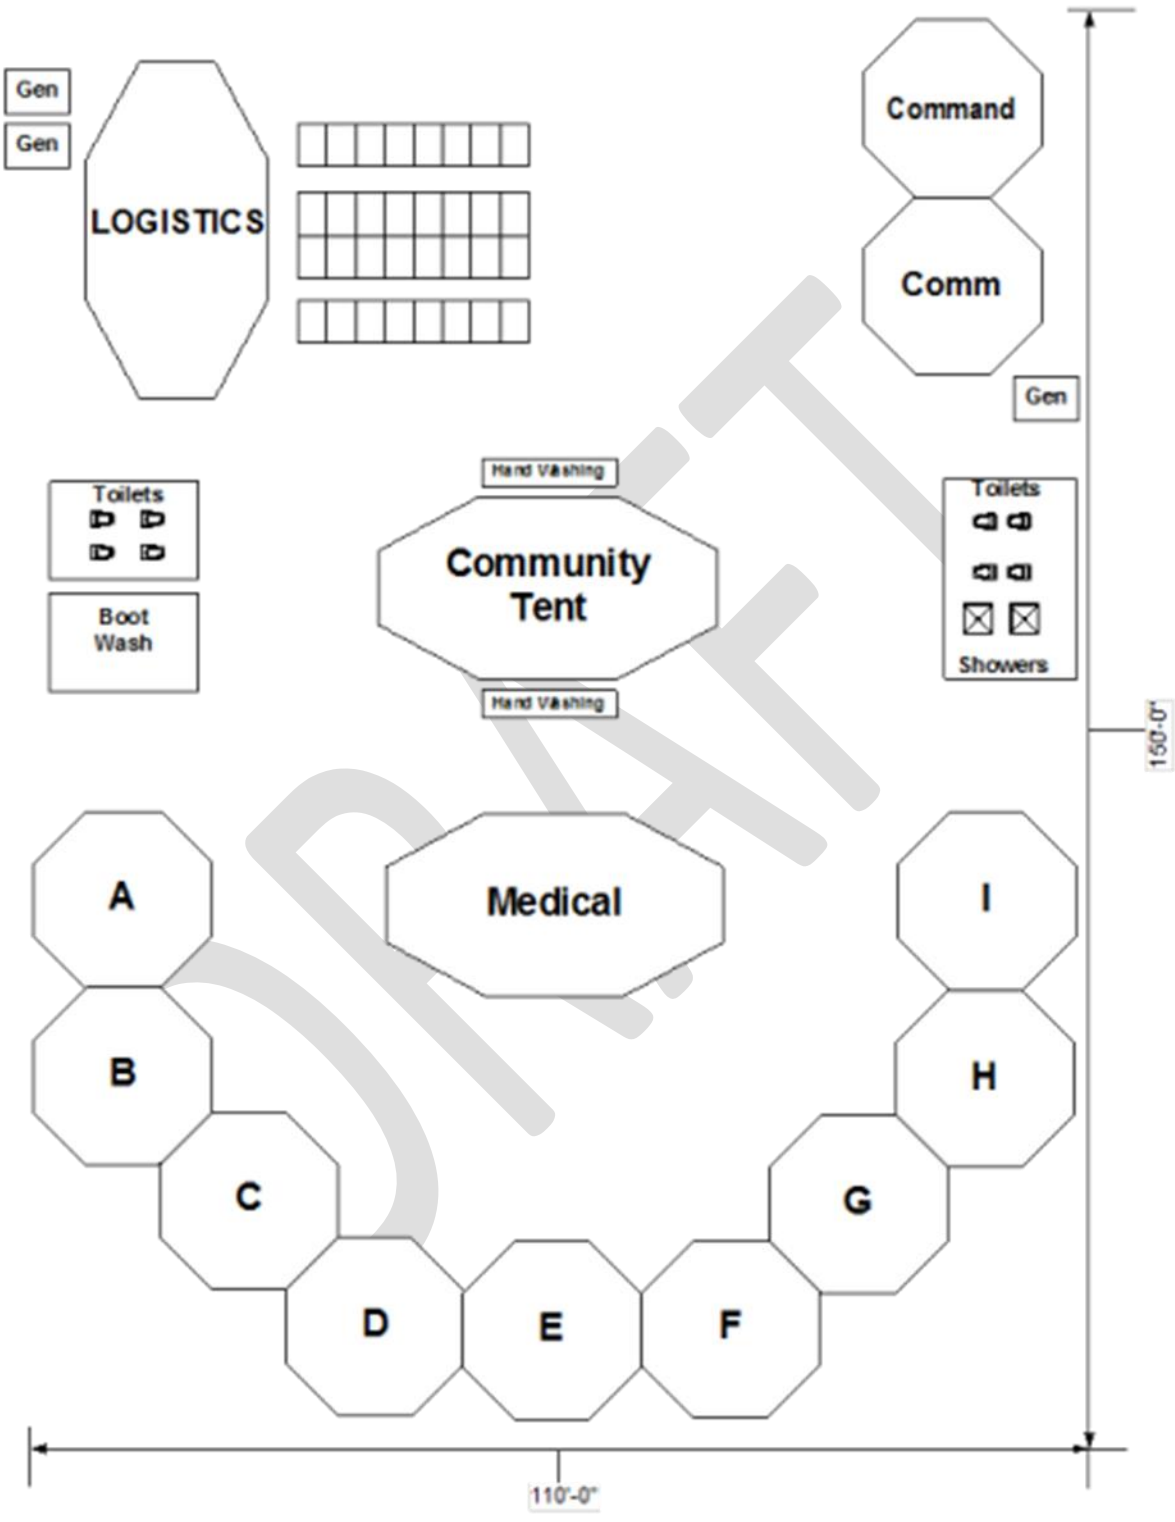 Gen
Gen
LOGISTICS
Command
Comm
Gen
Toilets
Boot
Wash
Hand Washing
Community
Tent
Hand Washing
Toilets
Showers
150'-0"
DRAFT
A
Medical
I
B
H
C
G
D
E
F
110'-0"